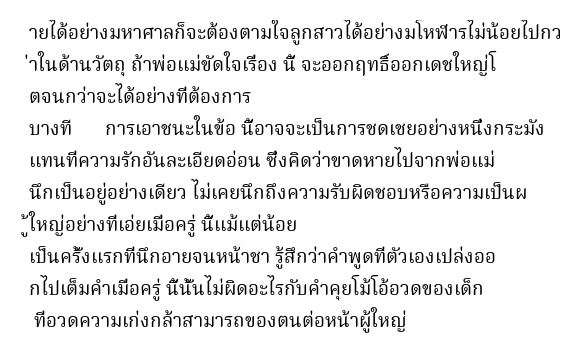 ายได้อย่างมหาศาลก็จะต้องตามใจลูกสาวได้อย่างมโหฬารไม่น้อยไปกว
่าในด้านวัตถุ ถ้าพ่อแม่ขัดใจเรื่อง นี้ จะออกฤทธิ์ออกเดชใหญ่โ
ตจนกว่าจะได้อย่างที่ต้องการ
บางที การเอาชนะในข้อ นี้อาจจะเป็นการชดเชยอย่างหนึ่งกระมัง
แทนที่ความรักอันละเอียดอ่อน ซึ่งคิดว่าขาดหายไปจากพ่อแม่
นึกเป็นอยู่อย่างเดียว ไม่เคยนึกถึงความรับผิดชอบหรือความเป็นผ
ู้ใหญ่อย่างที่เอ่ยเมื่อครู่ นี้แม้แต่น้อย
เป็นครั้งแรกที่นึกอายจนหน้าชา รู้สึกว่าคำพูดที่ตัวเองเปล่งออ
กไปเต็มคำเมื่อครู่ นี้นั้นไม่ผิดอะไรกับคำคุยโม้โอ้อวดของเด็ก
ที่อวดความเก่งกล้าสามารถของตนต่อหน้าผู้ใหญ่